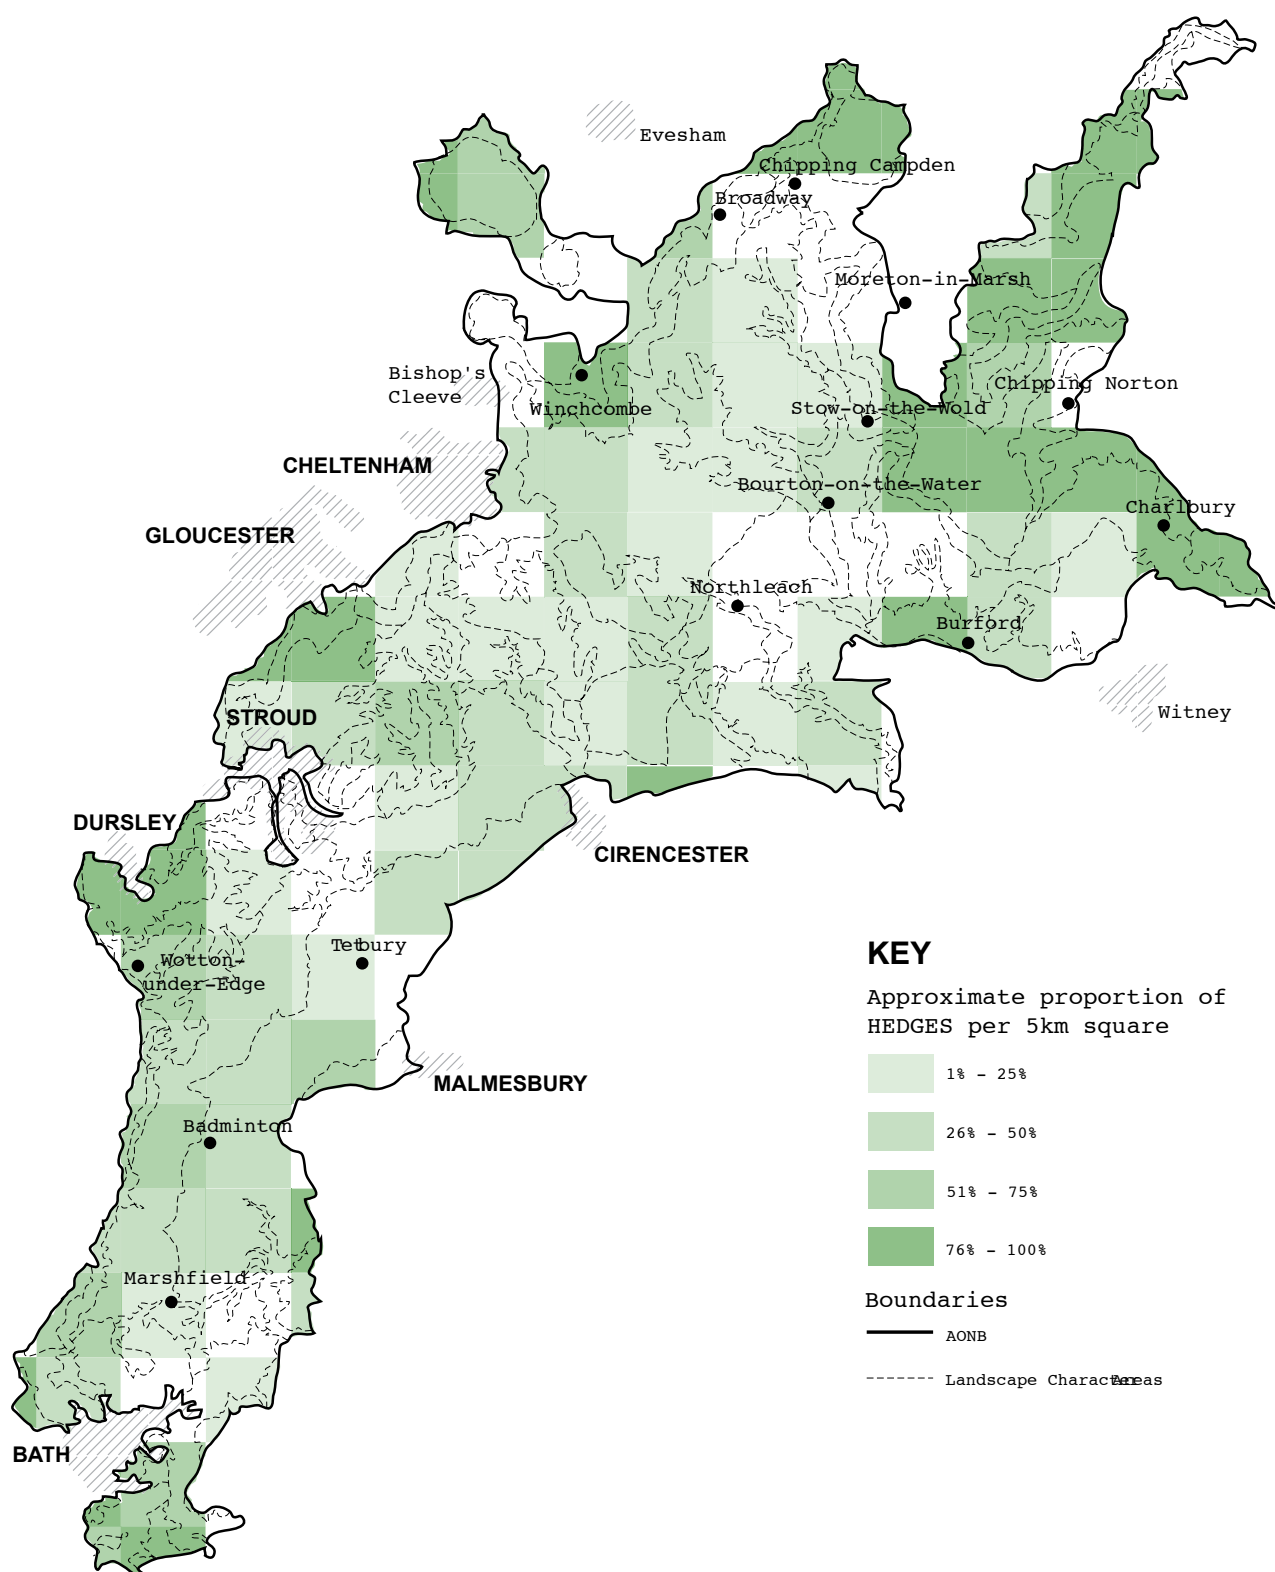 Evesham
Chipping Campden
Broadway
Moreton-in-Marsh
Bishop's
Cleeve
Winchcombe
Chipping Norton
Stow-on-the-Wold
CHELTENHAM
Bourton-on-the-Water
Charlbury
GLOUCESTER
Northleach
Burford
STROUD
Witney
DURSLEY
CIRENCESTER
Tetbury
Wotton-
under-Edge
MALMESBURY
Badminton
Marshfield
BATH
KEY
Approximate proportion of
HEDGES per 5km square
1% - 25%
26% - 50%
51% - 75%
76% - 100%
Boundaries
AONB
Landscape Character Areas